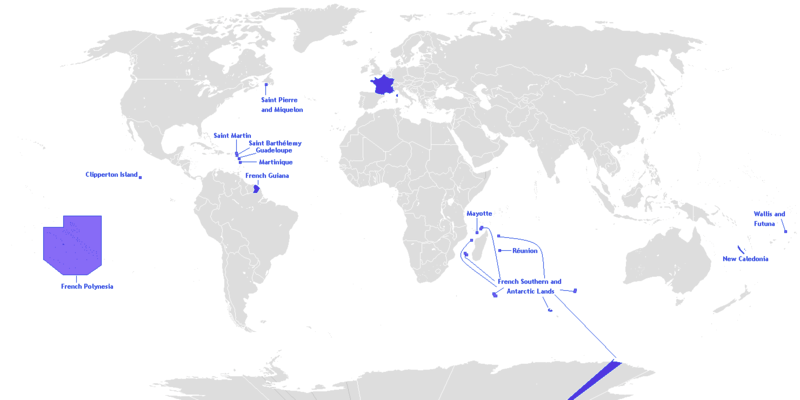 Saint Pierre
and Miquelon
Saint Martin
Saint Barthélemy
Guadeloupe
Martinique
Clipperton Island
French Guiana
Mayotte
Wallis and
Futuna
Réunion
New Caledonia
French Southern and
Antarctic Lands
French Polynesia